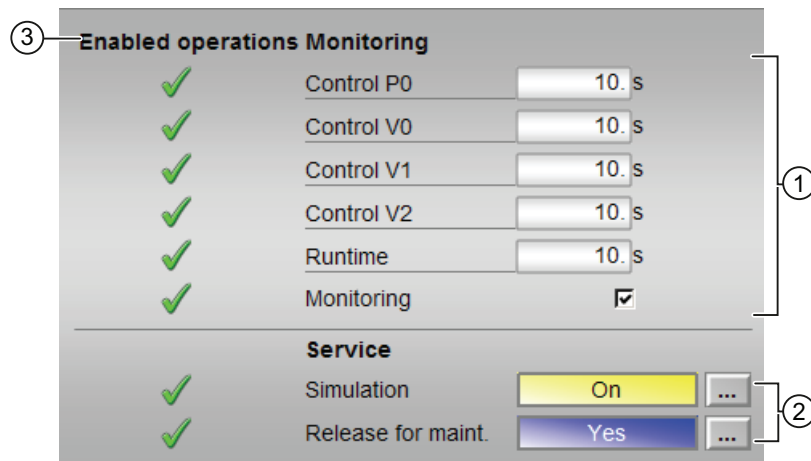 ③ Enabled operations Monitoring
Control P0 10. s
Control V0 10. s
Control V1 10. s
Control V2 10. s
Runtime 10. s
Monitoring
①
Service
Simulation On ...
Release for maint. Yes ...
②